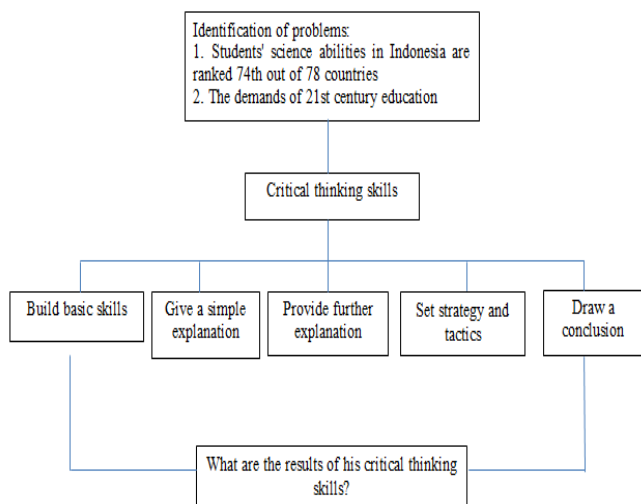 Identification of problems:
1. Students' science abilities in Indonesia are
ranked 74th out of 78 countries
2. The demands of 21st century education
Critical thinking skills
Build basic skills
Give a simple
explanation
Provide further
explanation
Set strategy and
tactics
Draw a
conclusion
What are the results of his critical thinking
skills?